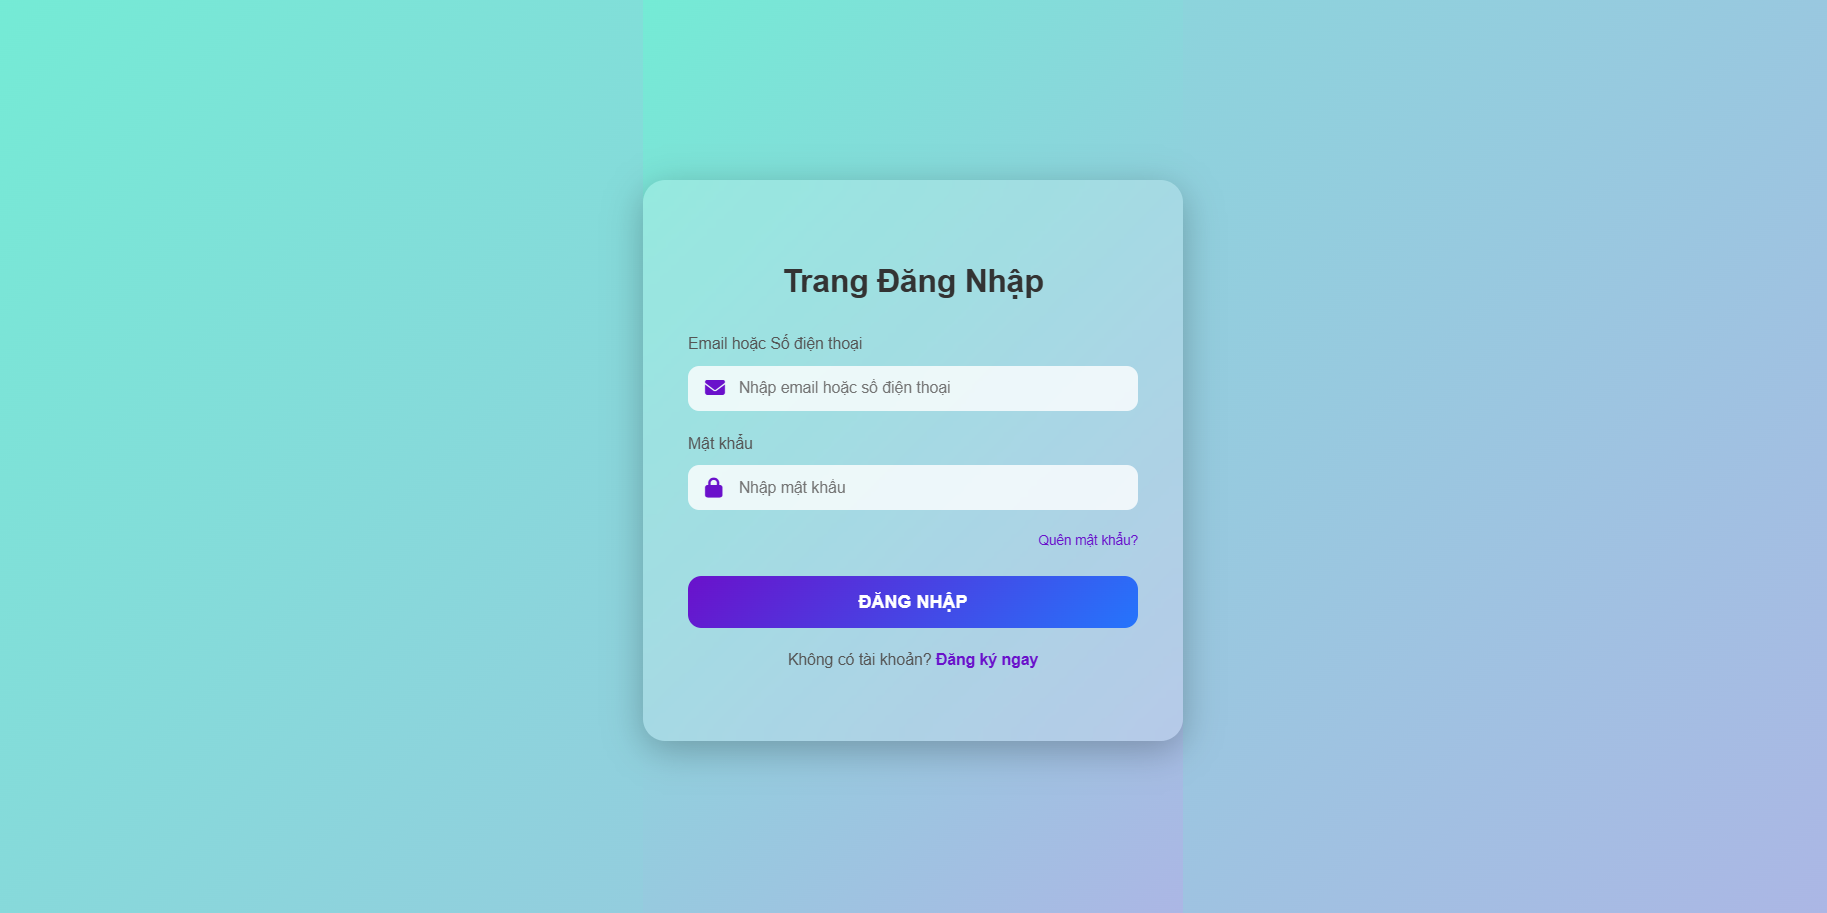 Trang Đăng Nhập
Email hoặc Số điện thoại
Nhập email hoặc số điện thoại
Mật khẩu
Nhập mật khẩu
Quên mật khẩu?
ĐĂNG NHẬP
Không có tài khoản? Đăng ký ngay